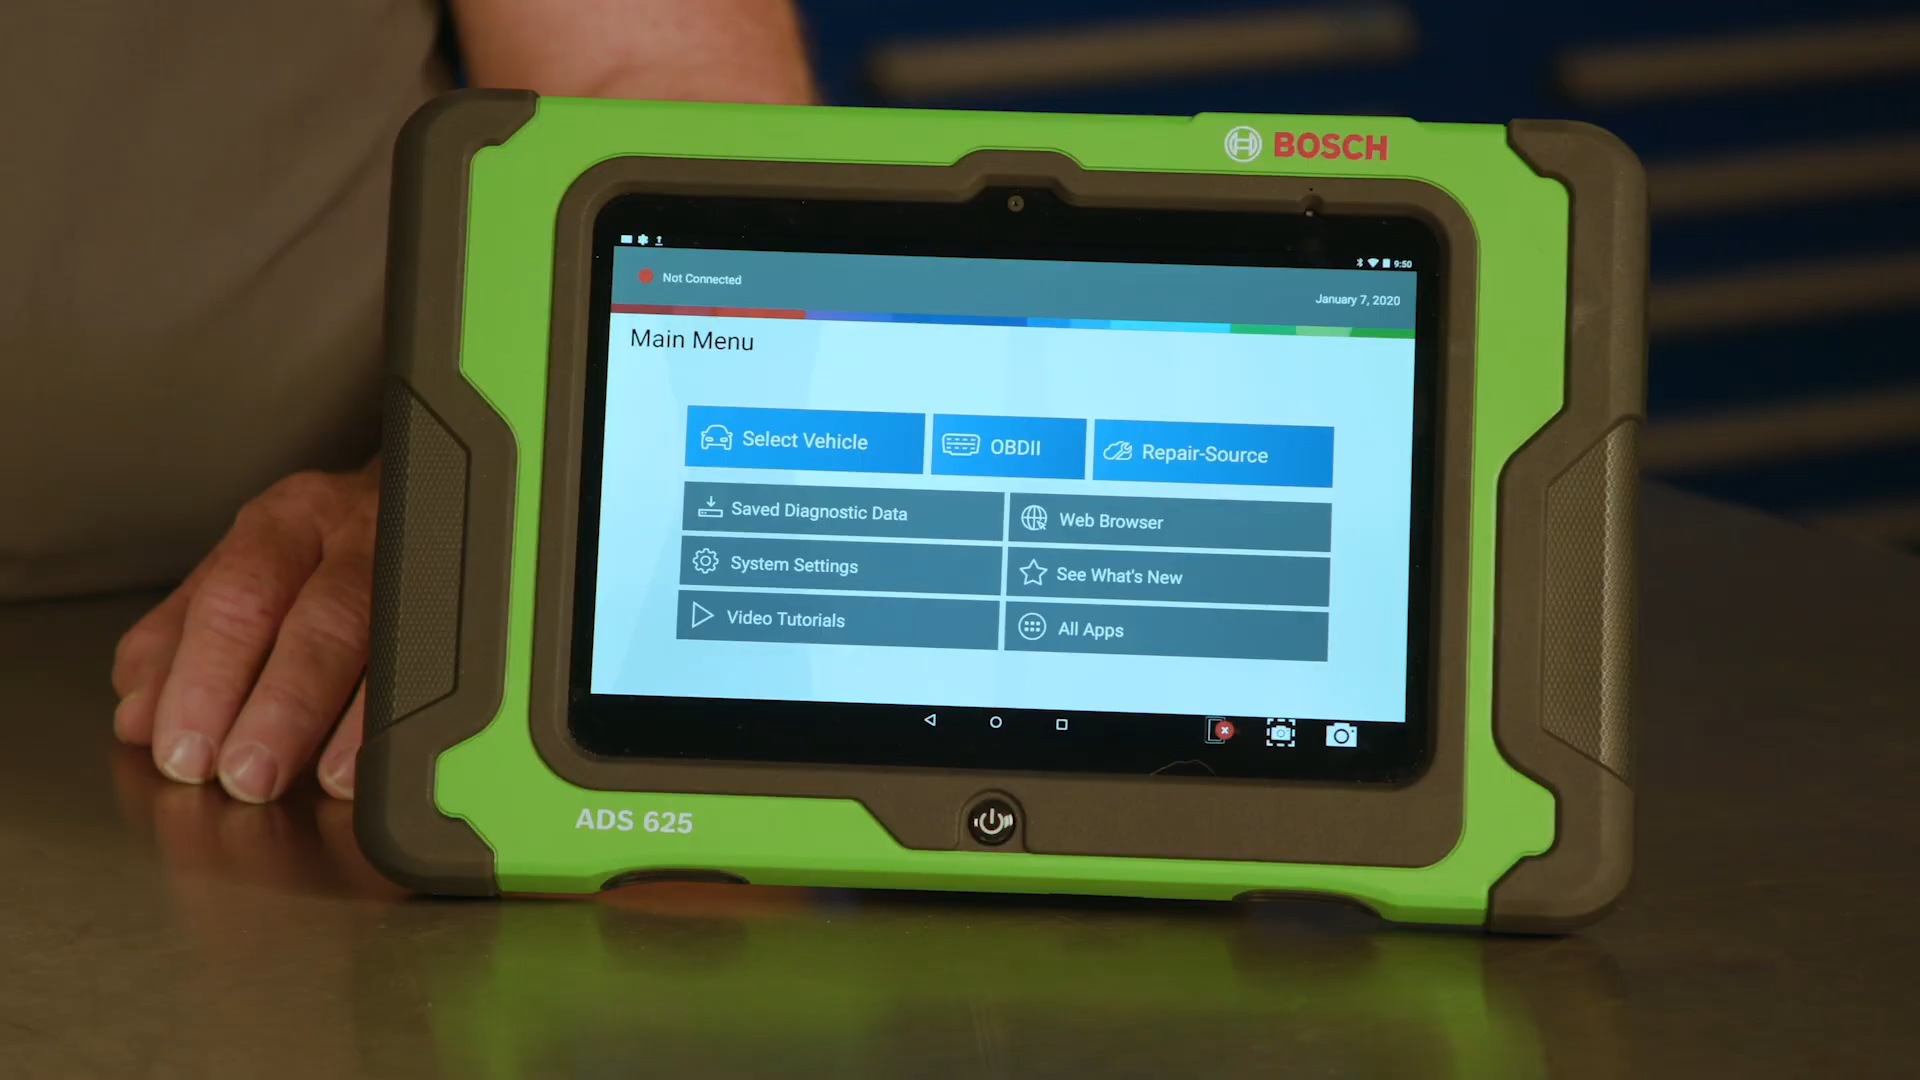 BOSCH
9:50
Not Connected
January 7, 2020
Main Menu
Select Vehicle
OBDII
Repair-Source
Saved Diagnostic Data
Web Browser
System Settings
See What's New
Video Tutorials
All Apps
ADS 625